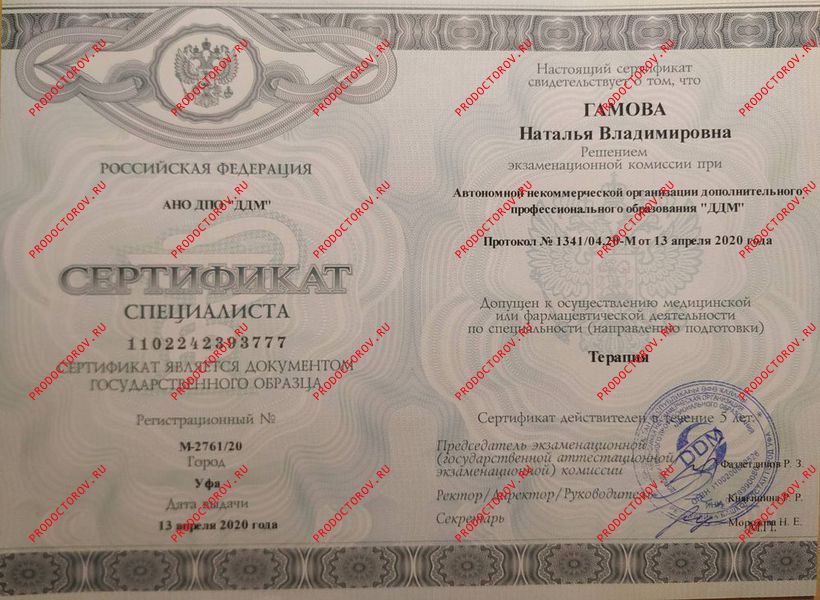 РОССИЙСКАЯ ФЕДЕРАЦИЯ
АНО ДПО "ДДМ"
СЕРТИФИКАТ
СПЕЦИАЛИСТА
1102242393777
СЕРТИФИКАТ ЯВЛЯЕТСЯ ДОКУМЕНТОМ
ГОСУДАРСТВЕННОГО ОБРАЗЦА
Регистрационный №
М-2761/20
Город
Уфа
Дата выдачи
13 апреля 2020 года
Настоящий сертификат
свидетельствует о том, что
ГАМОВА
Наталья Владимировна
Решением
экзаменационной комиссии при
Автономной некоммерческой организации дополнительного
профессионального образования "ДДМ"
Протокол № 1341/04.20-М от 13 апреля 2020 года
Допущен к осуществлению медицинской
или фармацевтической деятельности
по специальности (направлению подготовки)
Терапия
Сертификат действителен в течение 5 лет.
Председатель экзаменационной
(государственной аттестационной
экзаменационной) комиссии
Фазлетдинов Р. З.
Ректор/Директор/Руководитель
Р. Р.
Секретарь
Н. Е.
М.П.
ДДМ
PRODOCTOROV.RU